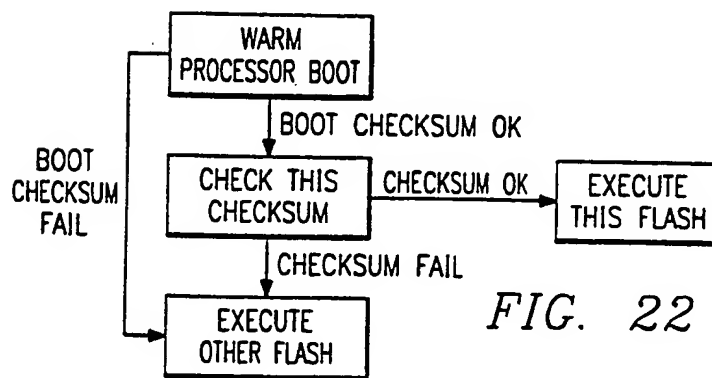 WARM
PROCESSOR BOOT
BOOT CHECKSUM OK
BOOT
CHECKSUM
FAIL
CHECK THIS
CHECKSUM
CHECKSUM OK
EXECUTE
THIS FLASH
CHECKSUM FAIL
EXECUTE
OTHER FLASH
FIG. 22